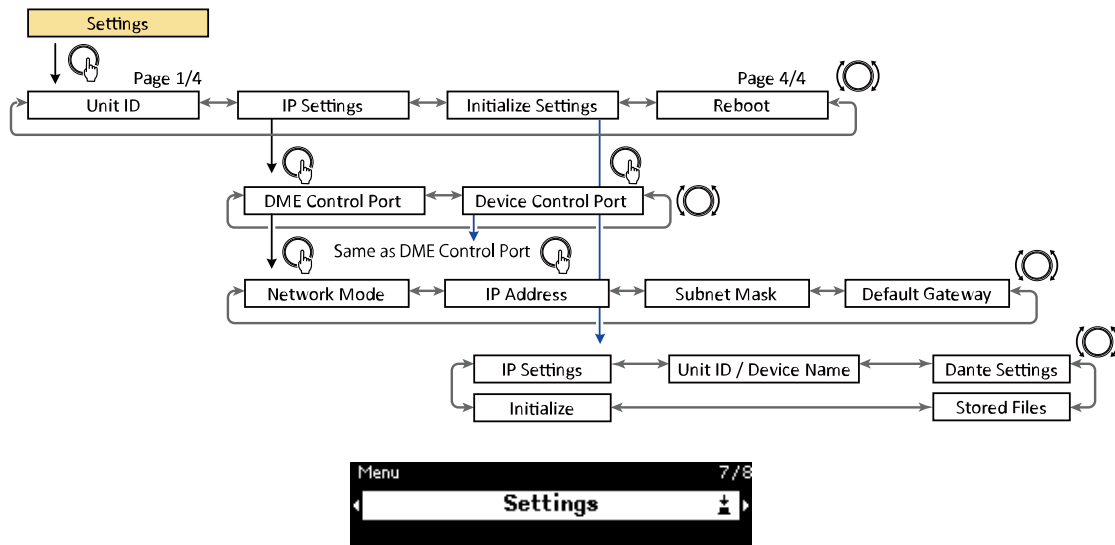 Settings
Page 1/4
Page 4/4
Unit ID
IP Settings
Initialize Settings
Reboot
DME Control Port
Device Control Port
Same as DME Control Port
Network Mode
IP Address
Subnet Mask
Default Gateway
IP Settings
Unit ID / Device Name
Dante Settings
Initialize
Stored Files
Menu
7/8
Settings